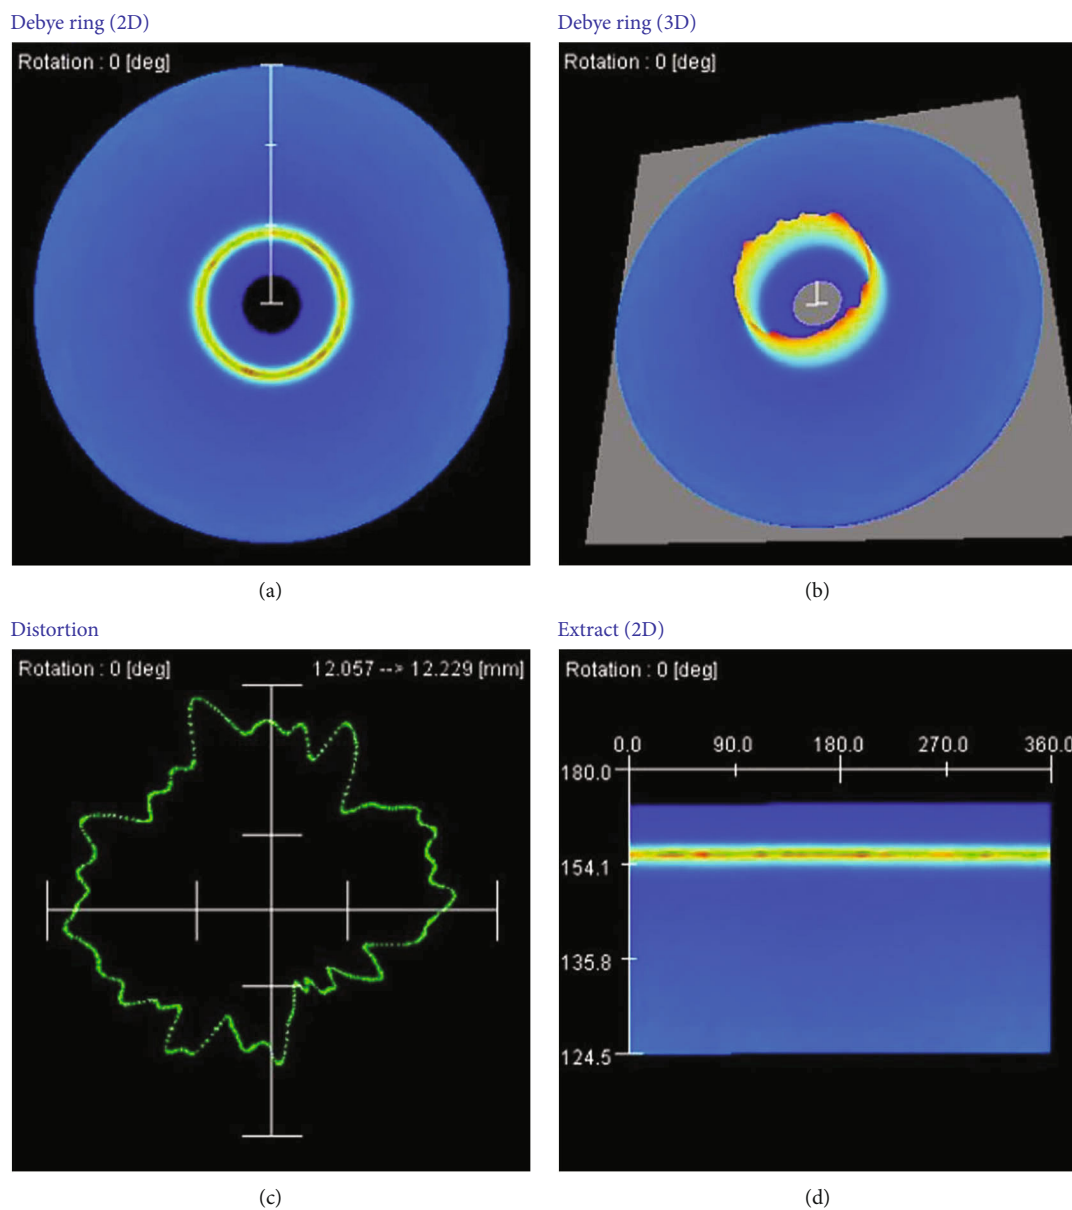 Debye ring (2D)
Rotation : 0 [deg]
(a)
Debye ring (3D)
Rotation : 0 [deg]
(b)
Distortion
Rotation : 0 [deg]
12.057 --> 12.229 [mm]
(c)
Extract (2D)
Rotation : 0 [deg]
0.0 90.0 180.0 270.0 360.0
180.0
154.1
135.8
124.5
(d)